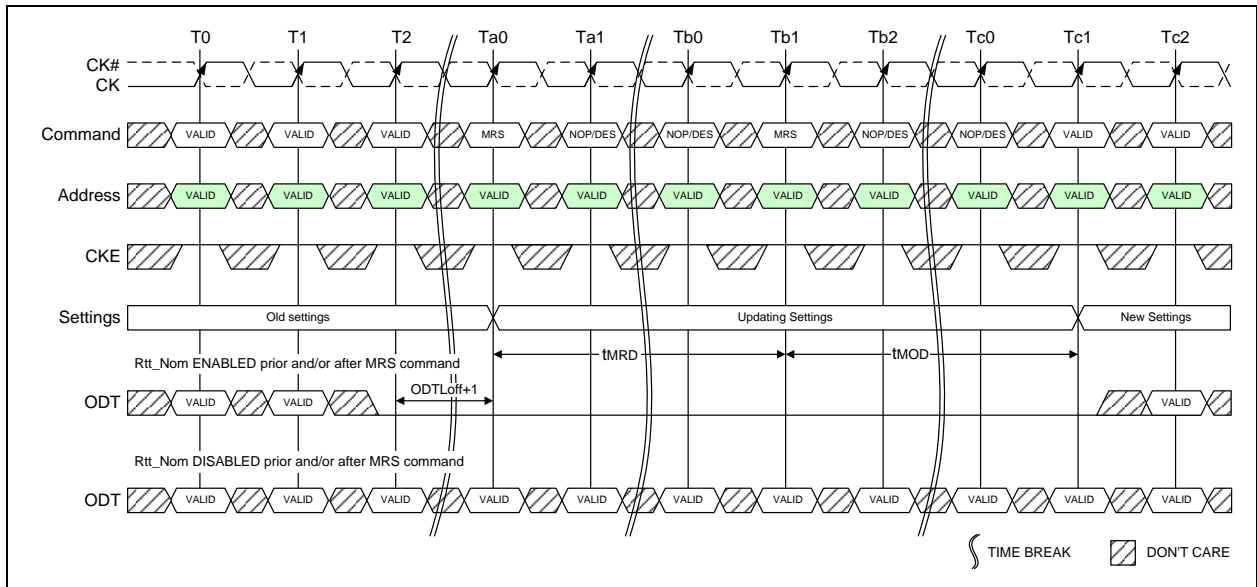 T0 T1 T2 Ta0 Ta1 Tb0 Tb1 Tb2 Tc0 Tc1 Tc2
CK#
CK
Command VALID VALID VALID MRS NOP/DES NOP/DES MRS NOP/DES NOP/DES VALID VALID
Address VALID VALID VALID VALID VALID VALID VALID VALID VALID VALID VALID
CKE
Settings Old settings Updating Settings New Settings
tMRD tMOD
Rtt_Nom ENABLED prior and/or after MRS command
ODTLoff+1
ODT VALID VALID VALID
Rtt_Nom DISABLED prior and/or after MRS command
ODT VALID VALID VALID VALID VALID VALID VALID VALID VALID VALID VALID
TIME BREAK DON'T CARE